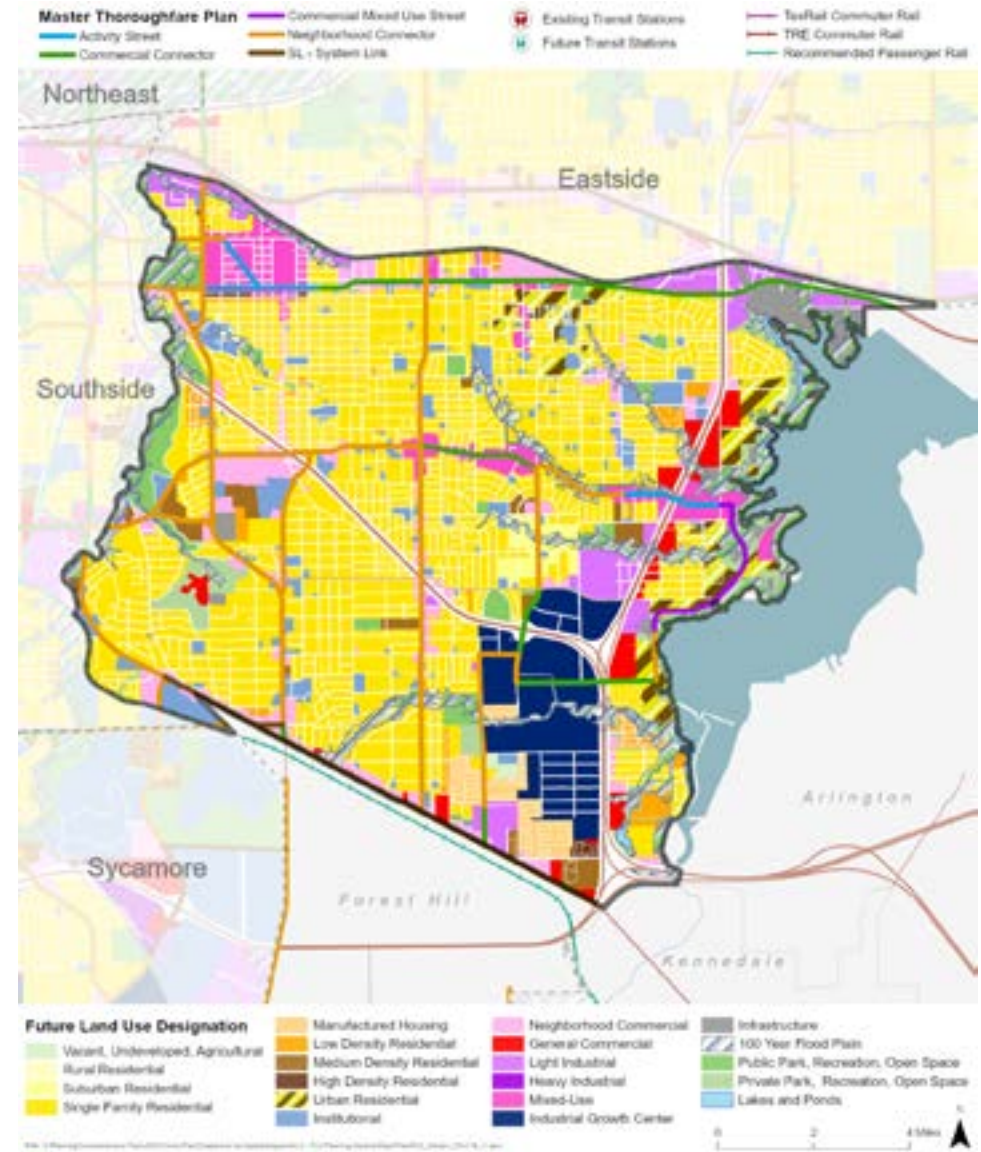 Master Thoroughfare Plan
Activity Street
Commercial Connector
Commercial Mixed Use Street
Neighborhood Connector
SL - System Link
Existing Transit Stations
Future Transit Stations
TexRail Commuter Rail
TRE Commuter Rail
Recommended Passenger Rail
Northeast
Eastside
Southside
Sycamore
Arlington
Forest Hill
Kennedale
Future Land Use Designation
Vacant, Undeveloped, Agricultural
Rural Residential
Suburban Residential
Single Family Residential
Manufactured Housing
Low Density Residential
Medium Density Residential
High Density Residential
Urban Residential
Institutional
Neighborhood Commercial
General Commercial
Light Industrial
Heavy Industrial
Mixed-Use
Industrial Growth Center
Infrastructure
100 Year Flood Plain
Public Park, Recreation, Open Space
Private Park, Recreation, Open Space
Lakes and Ponds
0 2 4 Miles